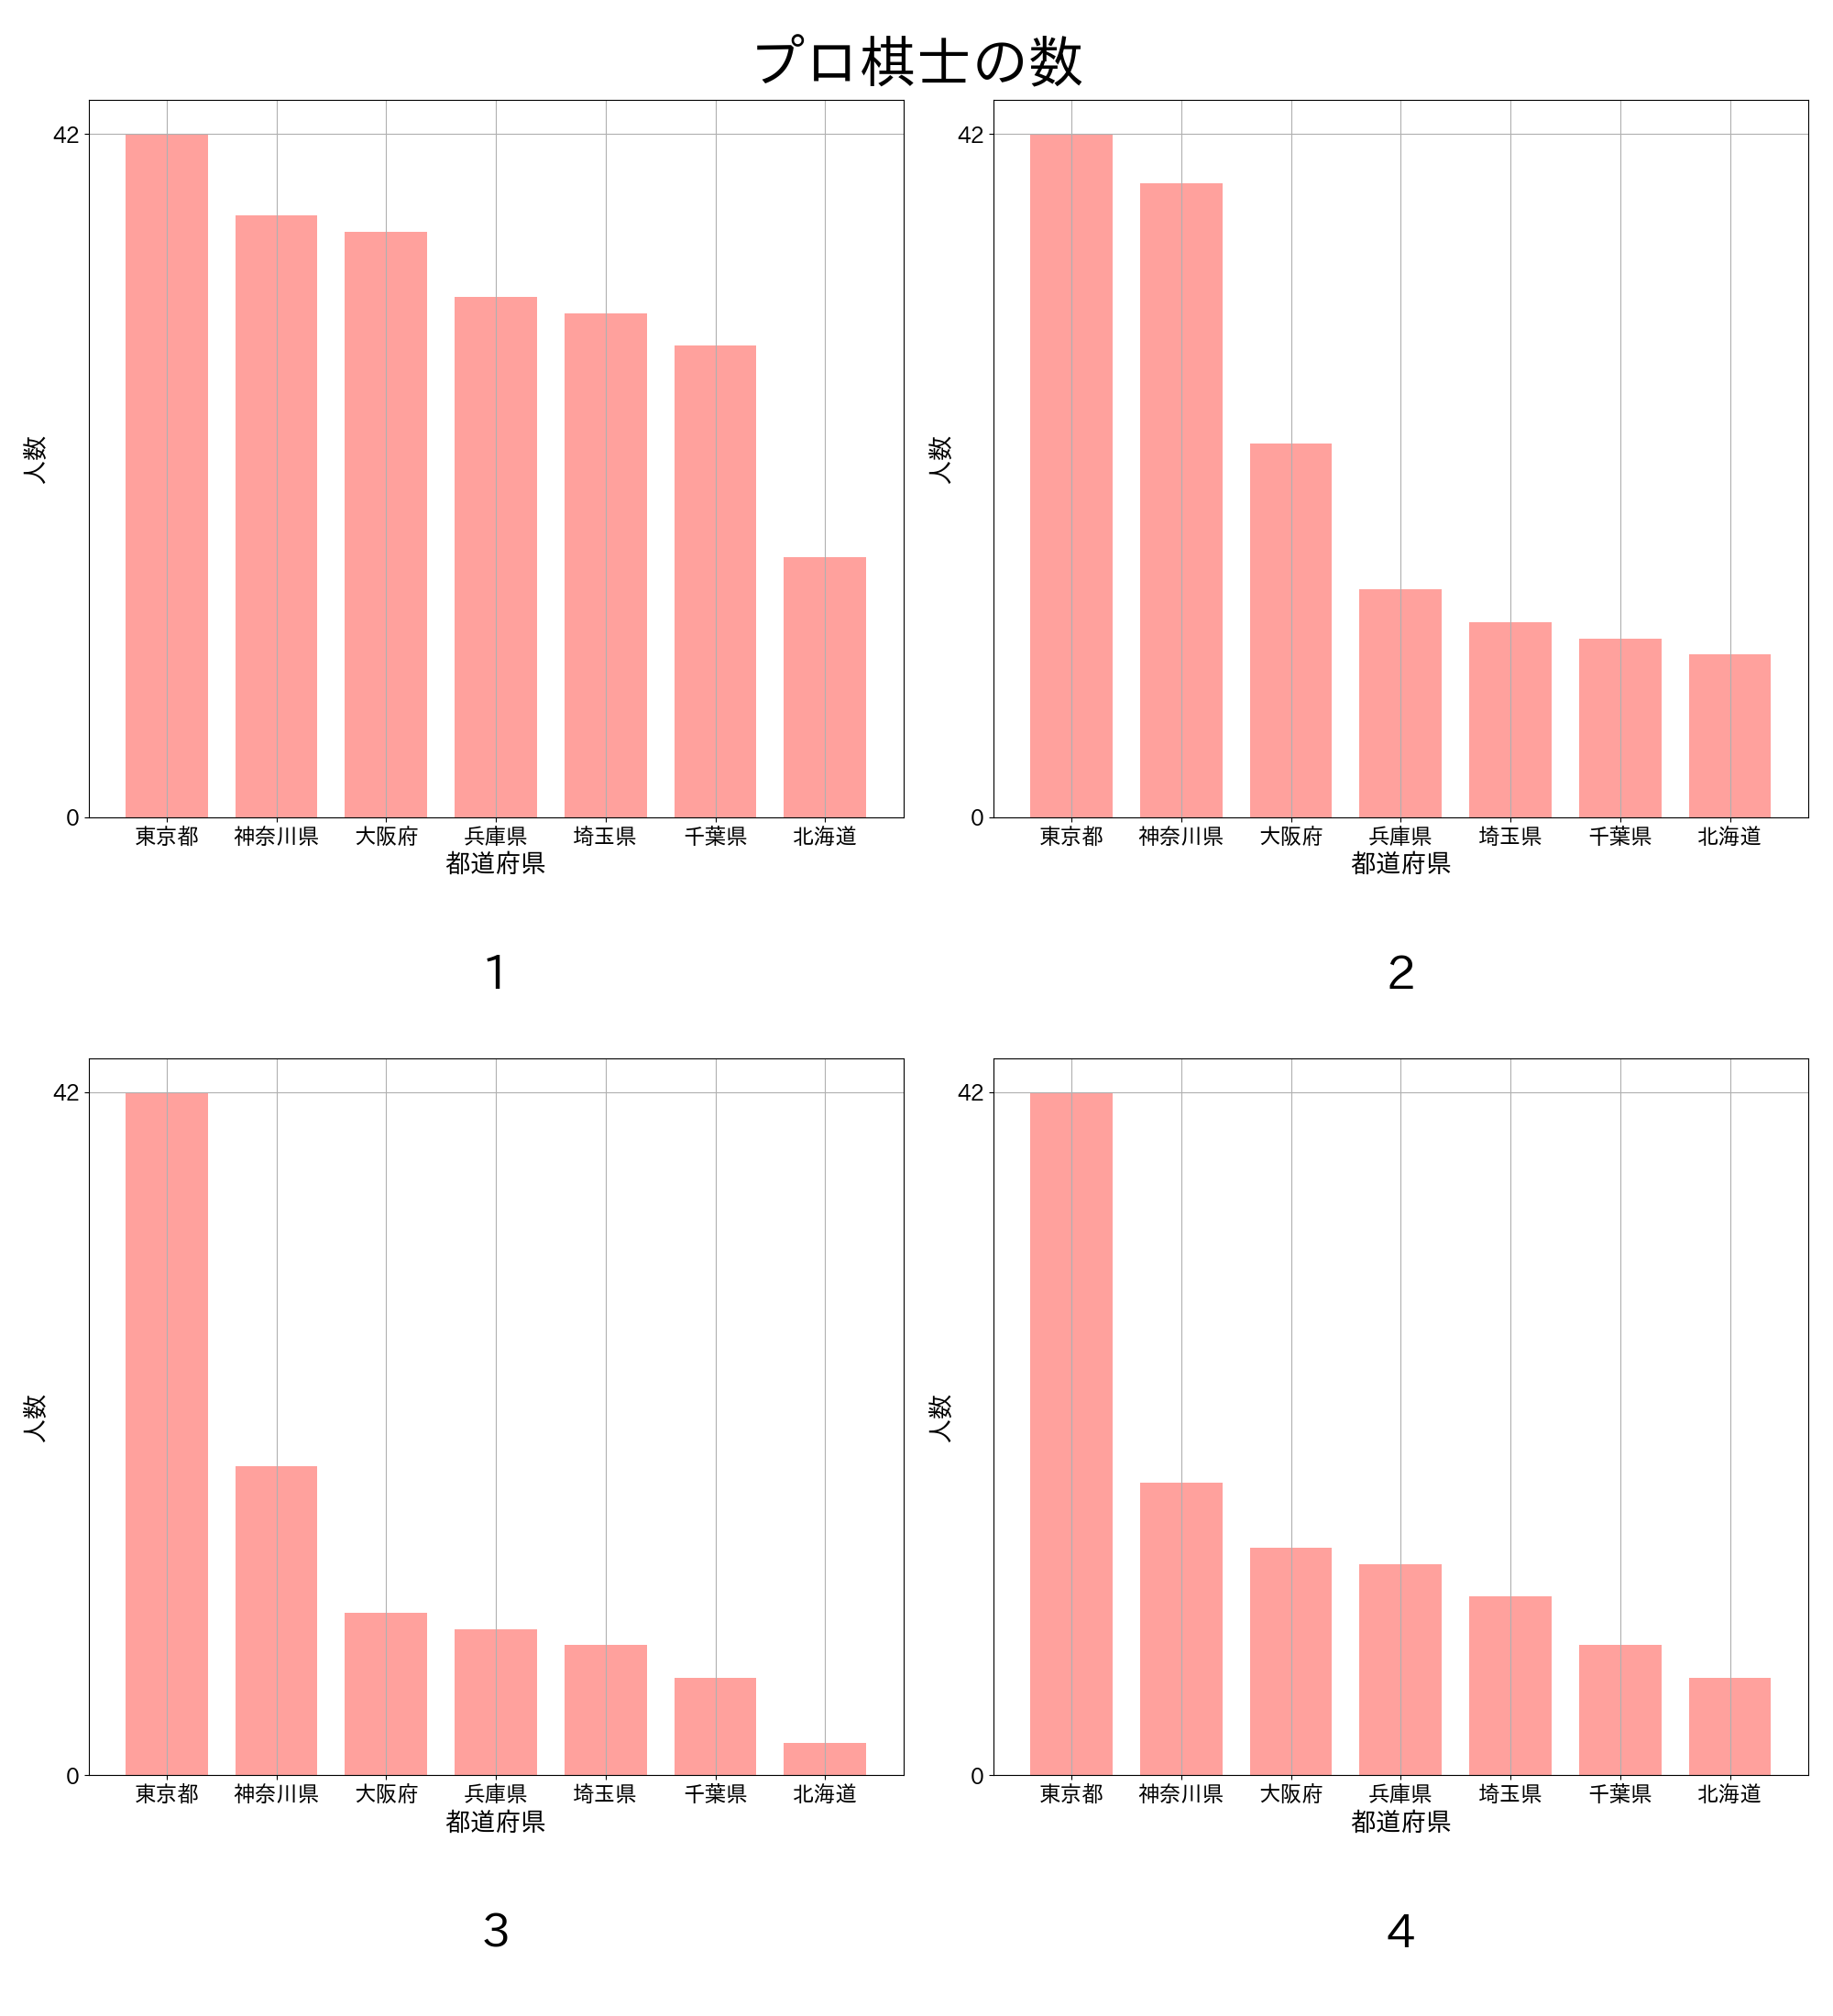 プロ棋士の数
42
0
人数
東京都 神奈川県 大阪府 兵庫県 埼玉県 千葉県 北海道
都道府県
1
42
0
人数
東京都 神奈川県 大阪府 兵庫県 埼玉県 千葉県 北海道
都道府県
2
42
0
人数
東京都 神奈川県 大阪府 兵庫県 埼玉県 千葉県 北海道
都道府県
3
42
0
人数
東京都 神奈川県 大阪府 兵庫県 埼玉県 千葉県 北海道
都道府県
4